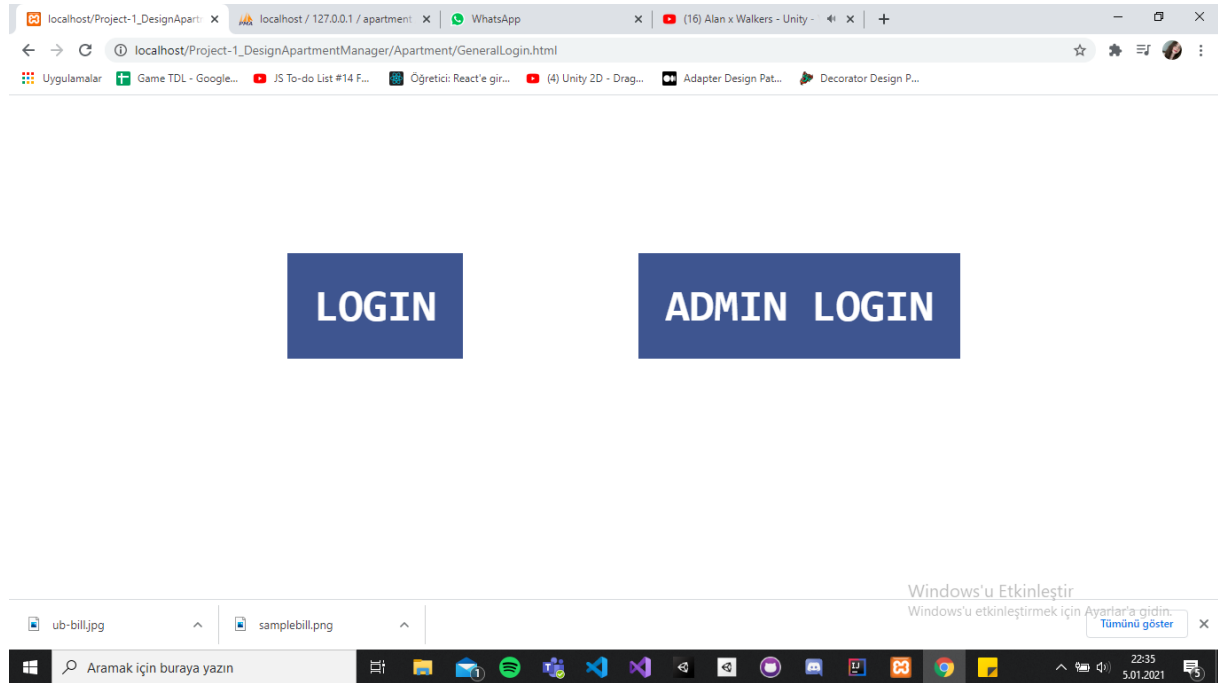 localhost/Project-1_DesignApart
localhost / 127.0.0.1 / apartment
WhatsApp
(16) Alan x Walkers - Unity -
localhost/Project-1_DesignApartmentManager/Apartment/GeneralLogin.html
Uygulamalar
Game TDL - Google...
JS To-do List #14 F...
Öğretici: React'e gir...
(4) Unity 2D - Drag...
Adapter Design Pat...
Decorator Design P...
LOGIN
ADMIN LOGIN
Windows'u Etkinleştir
Windows'u etkinleştirmek için Ayarlar'a gidin.
ub-bill.jpg
samplebill.png
Tümünü göster
Aramak için buraya yazın
1
22:35
5.01.2021
5